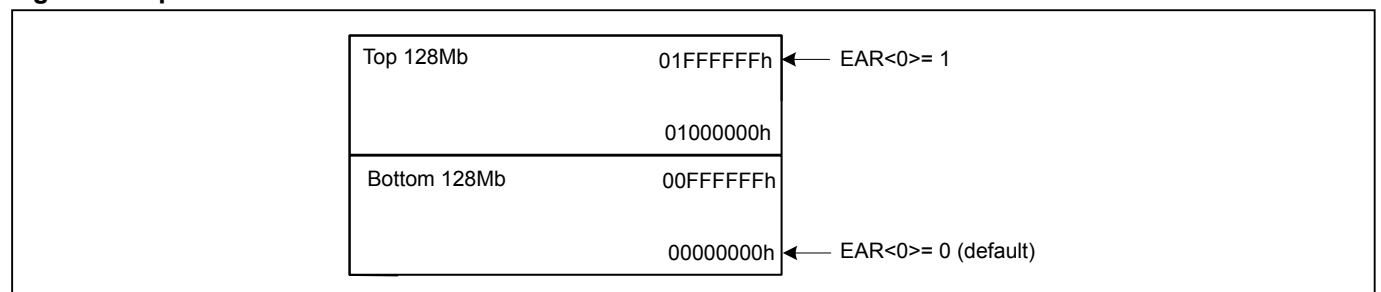 Top 128Mb 01FFFFFFh EAR<0>= 1
01000000h
Bottom 128Mb 00FFFFFFh
00000000h EAR<0>= 0 (default)